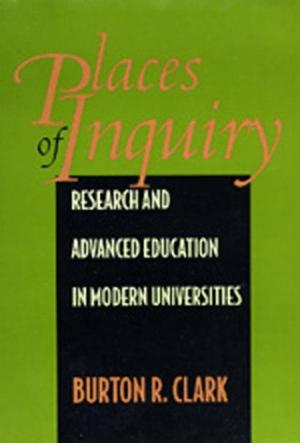 Places
of Inquiry
RESEARCH AND
ADVANCED EDUCATION
IN MODERN UNIVERSITIES
BURTON R. CLARK